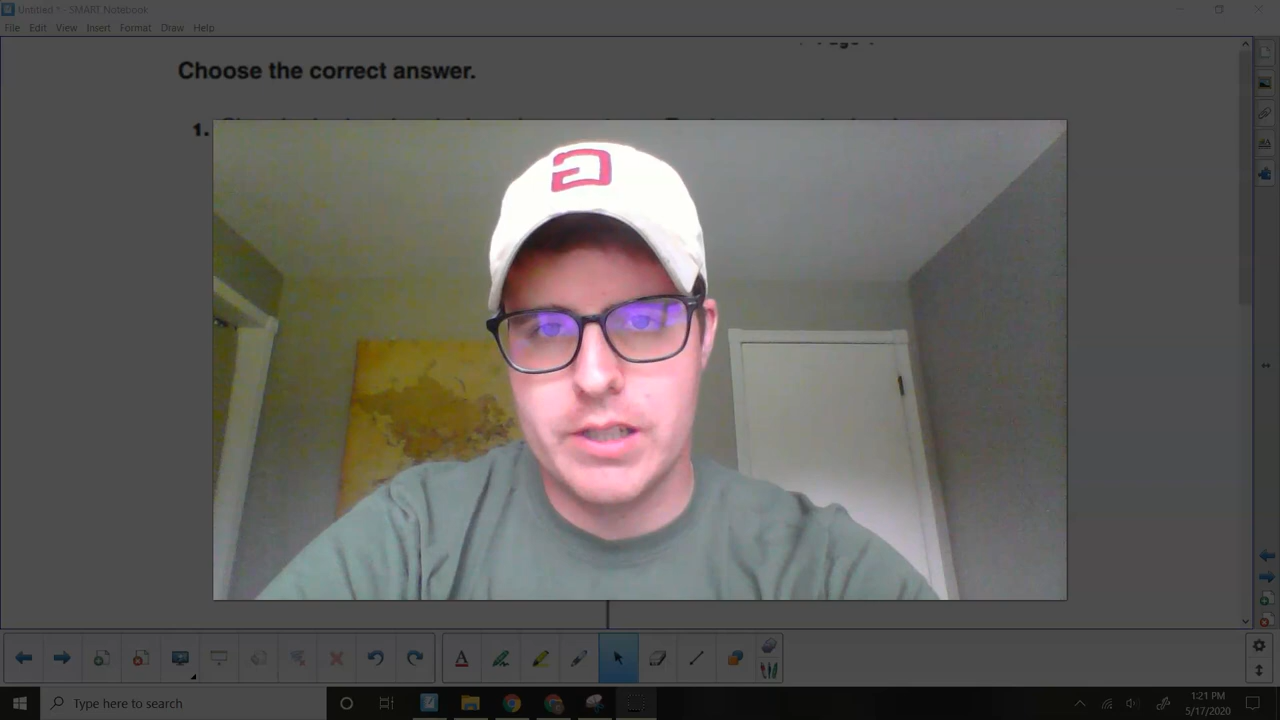 Untitled * - SMART Notebook
File Edit View Insert Format Draw Help
Choose the correct answer.
1.
G
Type here to search
1:21 PM
5/17/2020